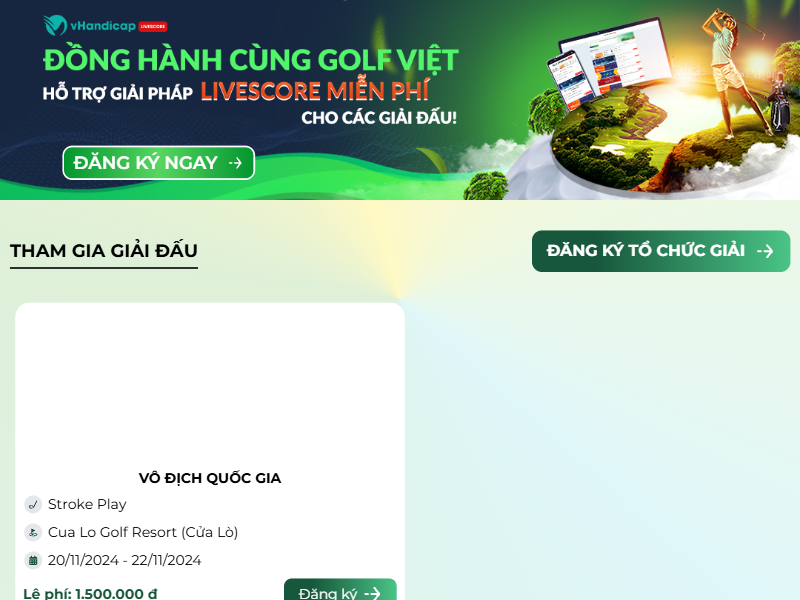 vHandicap LIVESCORE
ĐỒNG HÀNH CÙNG GOLF VIỆT
HỖ TRỢ GIẢI PHÁP LIVESCORE MIỄN PHÍ
CHO CÁC GIẢI ĐẤU!
ĐĂNG KÝ NGAY
THAM GIA GIẢI ĐẤU
ĐĂNG KÝ TỔ CHỨC GIẢI
VÔ ĐỊCH QUỐC GIA
Stroke Play
Cua Lo Golf Resort (Cửa Lò)
20/11/2024 - 22/11/2024
Lệ phí: 1.500.000 đ
Đăng ký